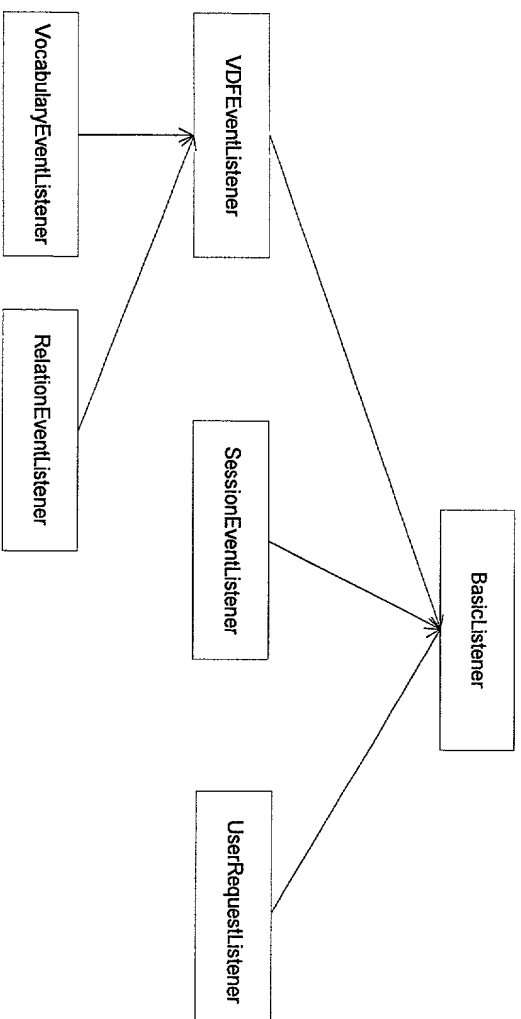 BasicListener
VDFEventListener
SessionEventListener
UserRequestListener
VocabularyEventListener
RelationEventListener